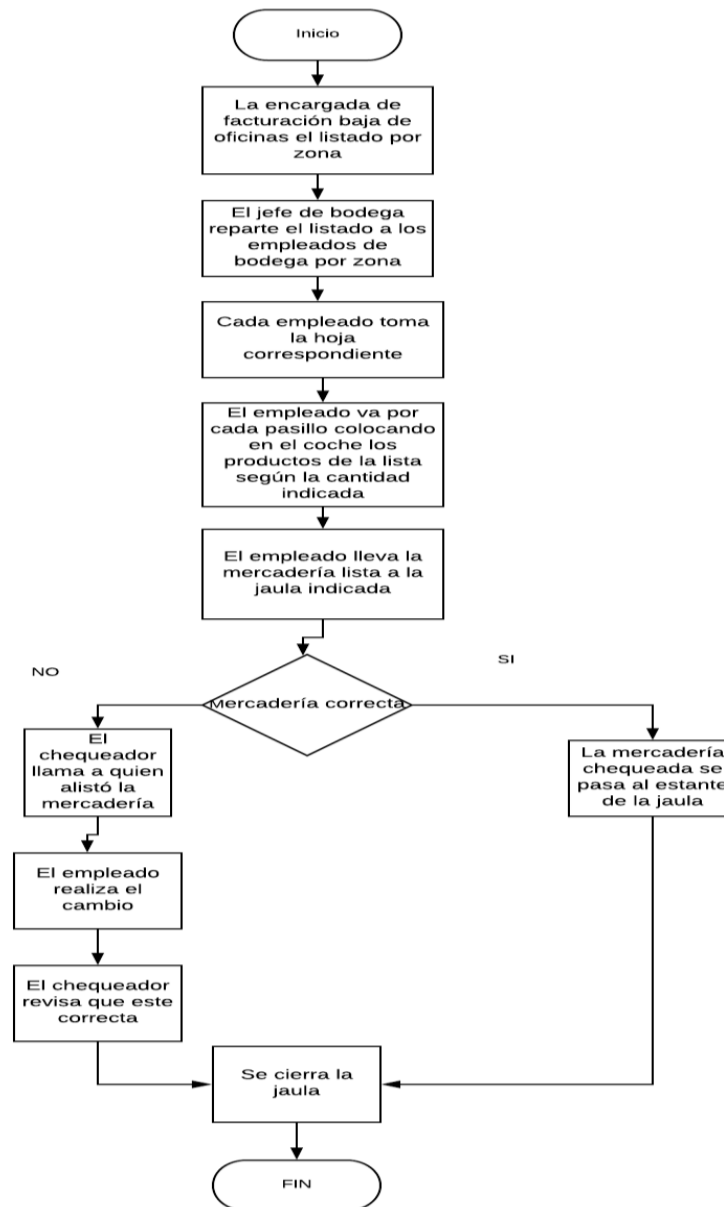 Inicio
La encargada de
facturación baja de
oficinas el listado por
zona
El jefe de bodega
reparte el listado a los
empleados de
bodega por zona
Cada empleado toma
la hoja
correspondiente
El empleado va por
cada pasillo colocando
en el coche los
productos de la lista
según la cantidad
indicada
El empleado lleva la
mercadería lista a la
jaula indicada
NO
SI
Mercadería correcta
El
chequeador
llama a quien
alistó la
mercadería
La mercadería
chequeada se
pasa al estante
de la jaula
El empleado
realiza el
cambio
El chequeador
revisa que este
correcta
Se cierra la
jaula
FIN